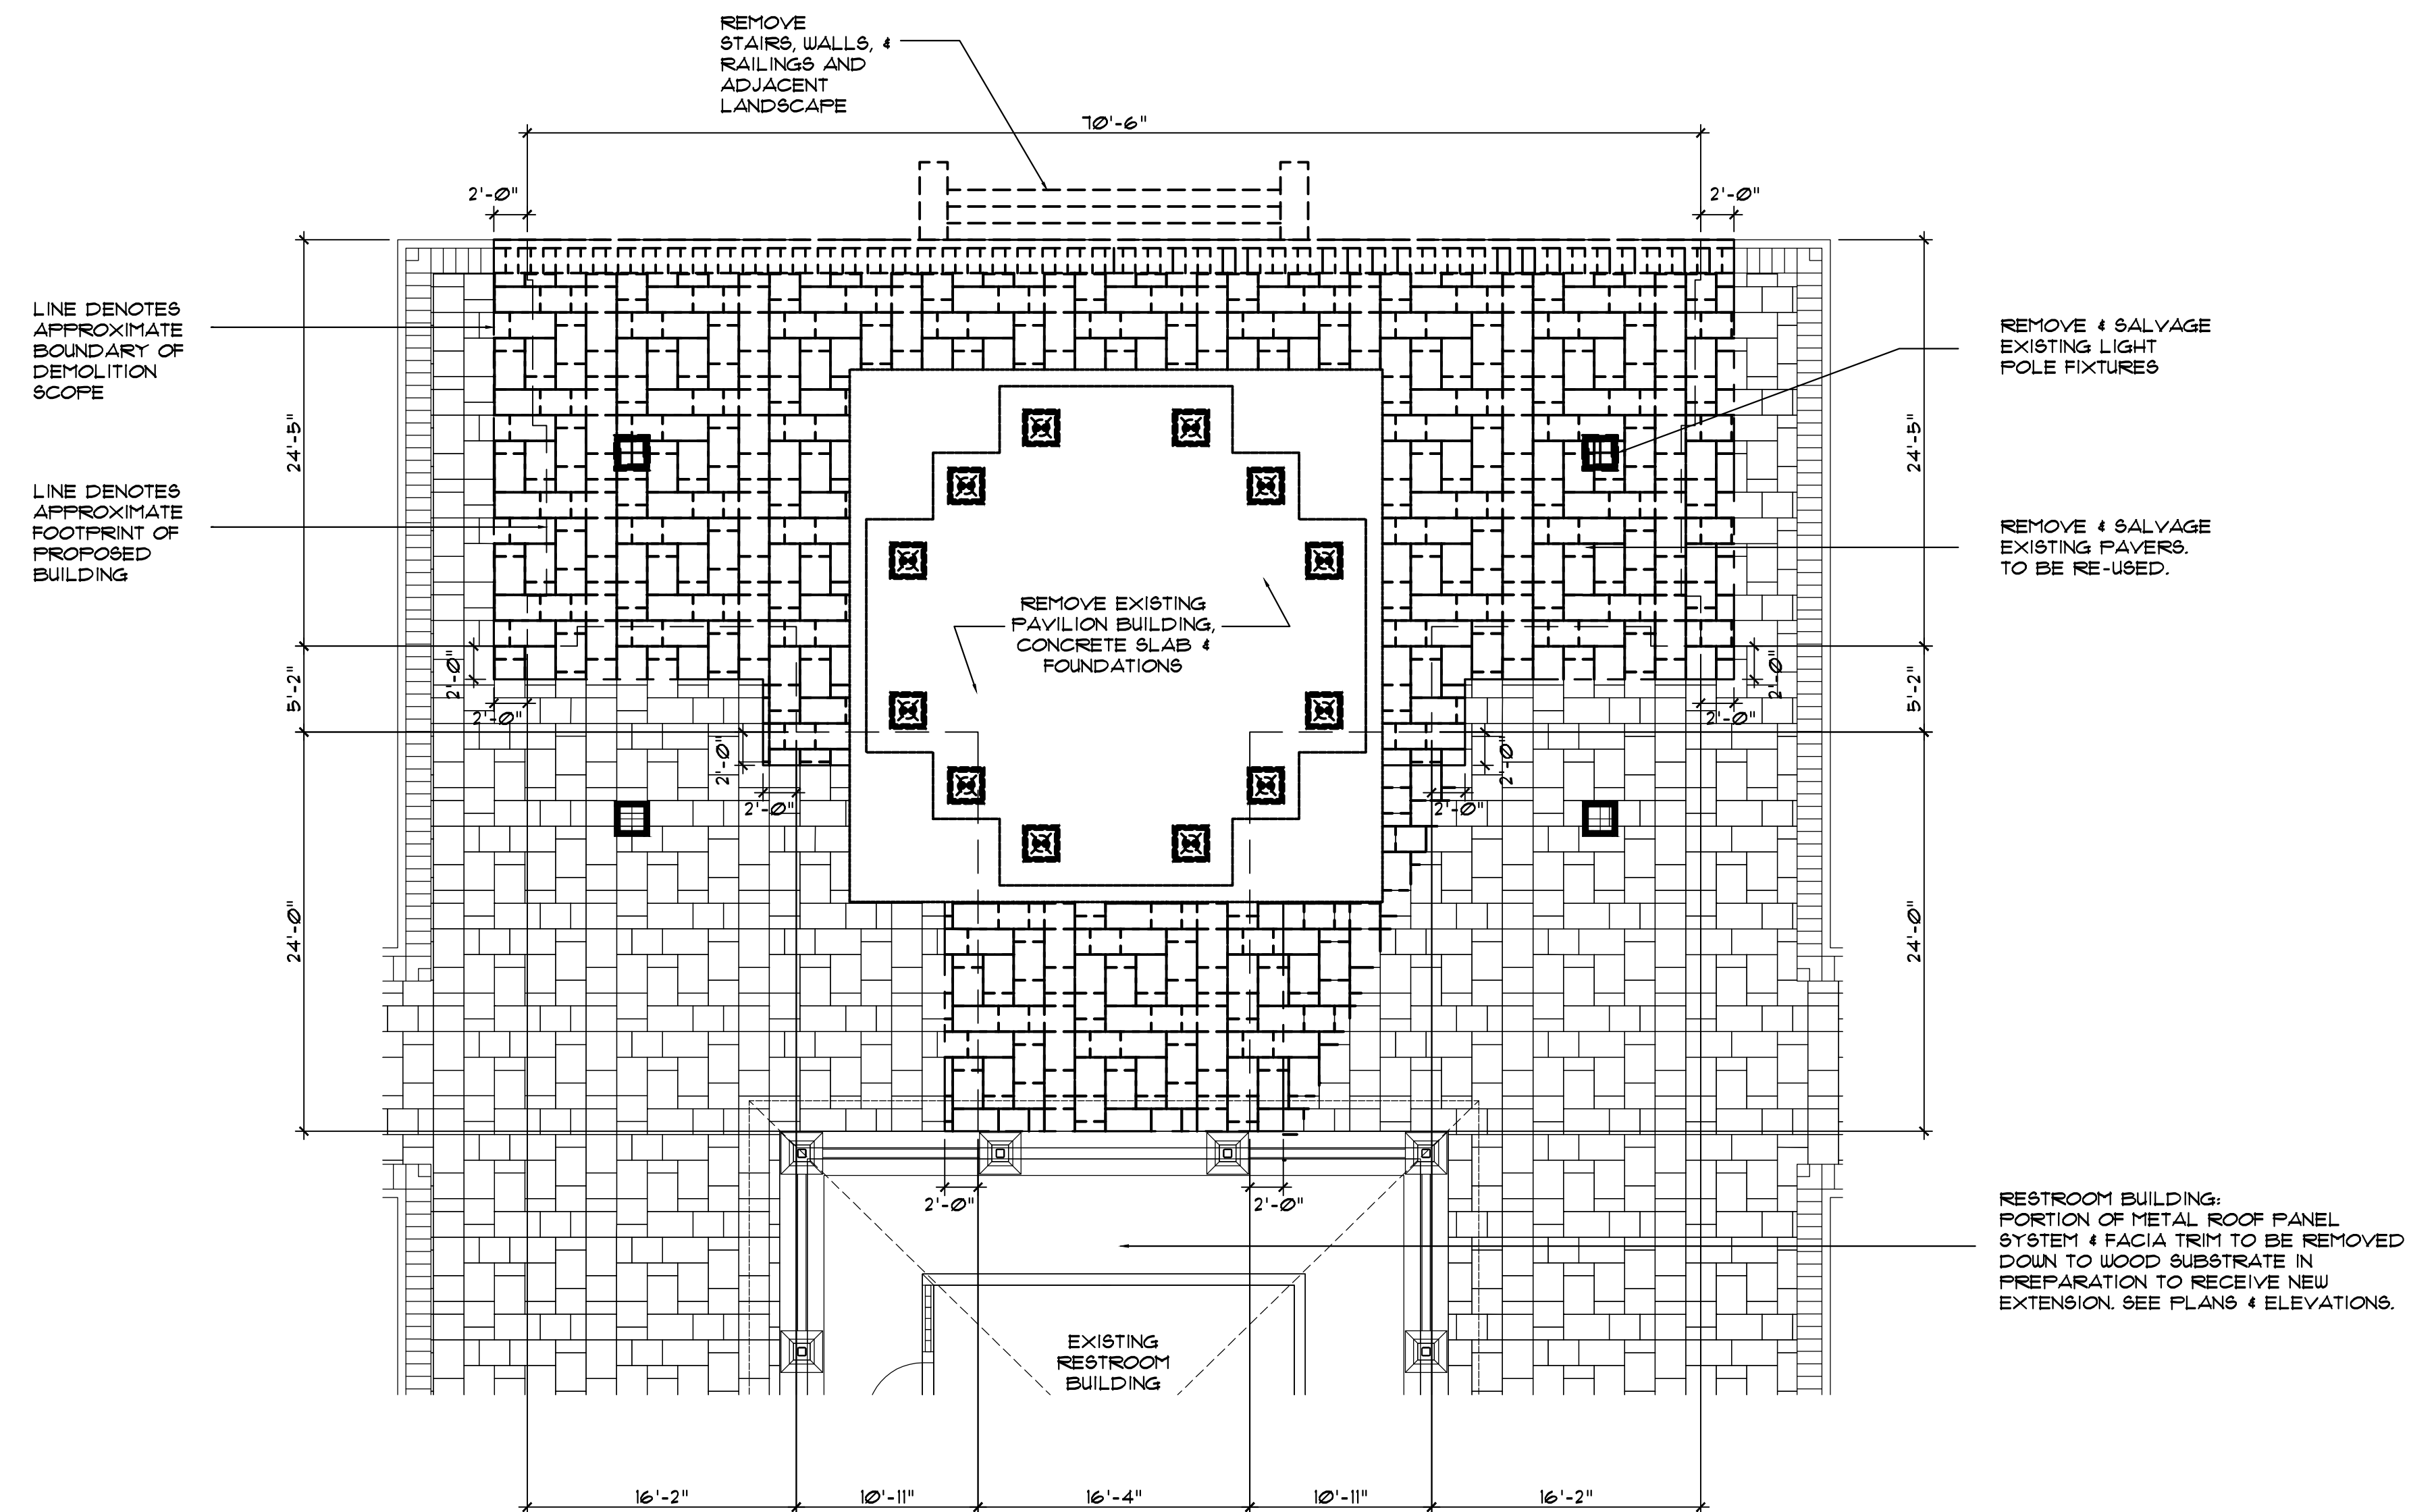 REMOVE
STAIRS, WALLS, &
RAILINGS AND
ADJACENT
LANDSCAPE
70'-6"
2'-0"
2'-0"
LINE DENOTES
APPROXIMATE
BOUNDARY OF
DEMOLITION
SCOPE
REMOVE & SALVAGE
EXISTING LIGHT
POLE FIXTURES
24'-5"
24'-5"
LINE DENOTES
APPROXIMATE
FOOTPRINT OF
PROPOSED
BUILDING
REMOVE & SALVAGE
EXISTING PAVERS.
TO BE RE-USED.
REMOVE EXISTING
PAVILION BUILDING,
CONCRETE SLAB &
FOUNDATIONS
5'-2"
2'-0"
2'-0"
2'-0"
2'-0"
2'-0"
2'-0"
2'-0"
2'-0"
5'-2"
24'-0"
24'-0"
2'-0"
2'-0"
RESTROOM BUILDING:
PORTION OF METAL ROOF PANEL
SYSTEM & FACIA TRIM TO BE REMOVED
DOWN TO WOOD SUBSTRATE IN
PREPARATION TO RECEIVE NEW
EXTENSION. SEE PLANS & ELEVATIONS.
EXISTING
RESTROOM
BUILDING
16'-2"
10'-11"
16'-4"
10'-11"
16'-2"